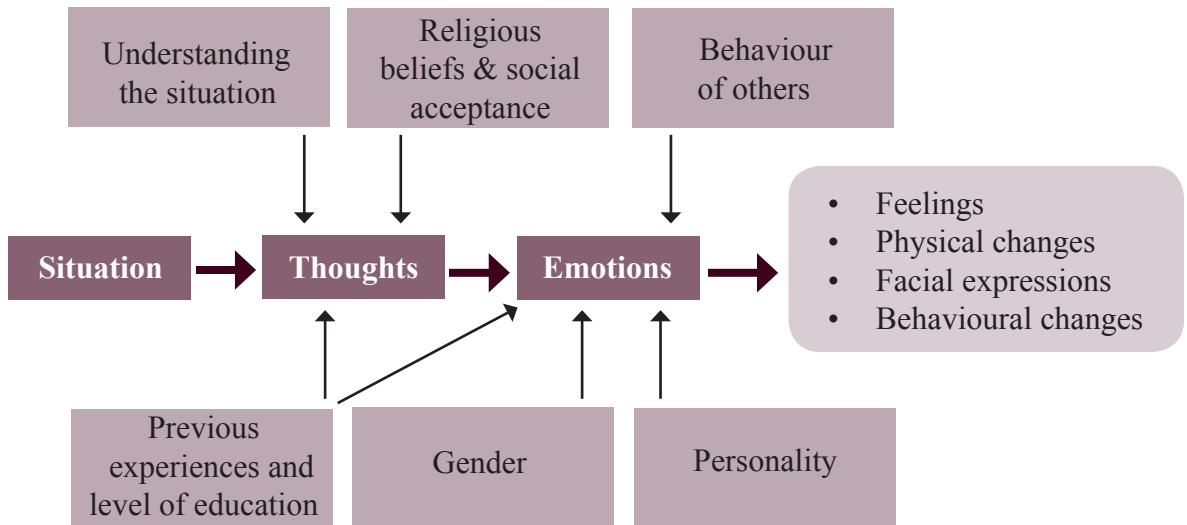 Understanding
the situation
Religious
beliefs & social
acceptance
Behaviour
of others
Situation
Thoughts
Emotions
• Feelings
• Physical changes
• Facial expressions
• Behavioural changes
Previous
experiences and
level of education
Gender
Personality